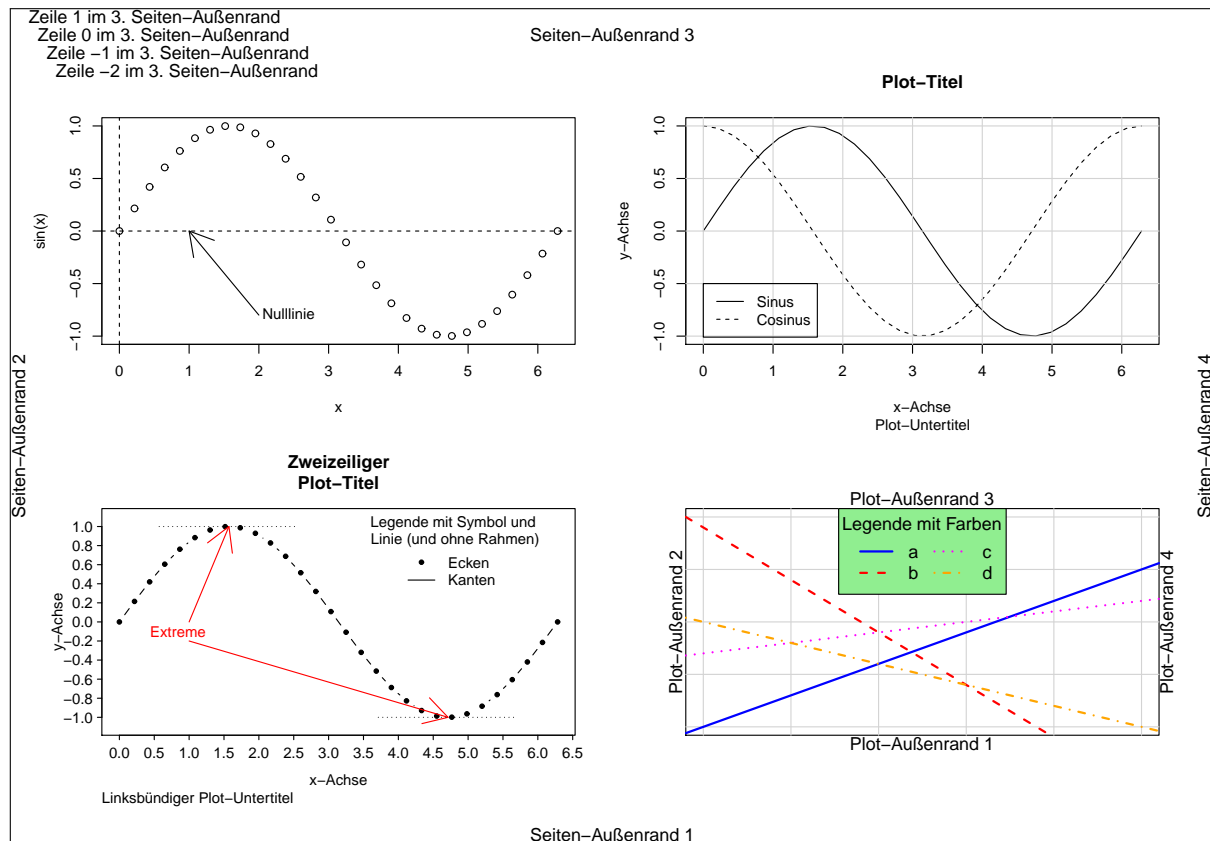 Zeile 1 im 3. Seiten−Außenrand
Zeile 0 im 3. Seiten−Außenrand
Zeile −1 im 3. Seiten−Außenrand
Zeile −2 im 3. Seiten−Außenrand
Seiten−Außenrand 3
Seiten−Außenrand 2
Seiten−Außenrand 4
sin(x)
1.0
0.5
0.0
−0.5
−1.0
Nulllinie
0 1 2 3 4 5 6
x
Plot−Titel
y−Achse
1.0
0.5
0.0
−0.5
−1.0
Sinus
Cosinus
0 1 2 3 4 5 6
x−Achse
Plot−Untertitel
Zweizeiliger
Plot−Titel
y−Achse
1.0
0.8
0.6
0.4
0.2
0.0
−0.2
−0.4
−0.6
−0.8
−1.0
Legende mit Symbol und
Linie (und ohne Rahmen)
Ecken
Kanten
Extreme
0.0 0.5 1.0 1.5 2.0 2.5 3.0 3.5 4.0 4.5 5.0 5.5 6.0 6.5
x−Achse
Linksbündiger Plot−Untertitel
Plot−Außenrand 3
Plot−Außenrand 2
Legende mit Farben
a c
b d
Plot−Außenrand 4
Plot−Außenrand 1
Seiten−Außenrand 1